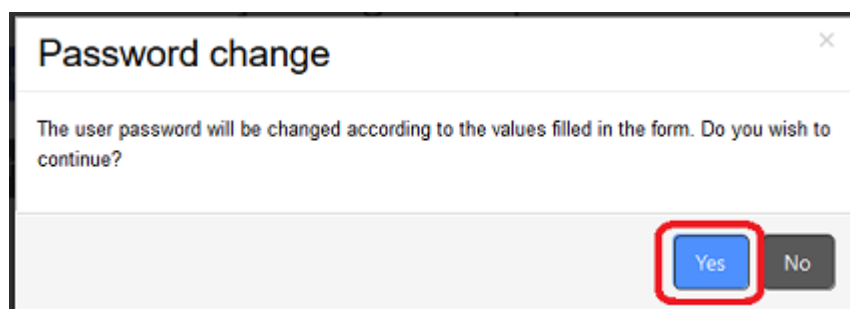 Password change
×
The user password will be changed according to the values filled in the form. Do you wish to
continue?
Yes No